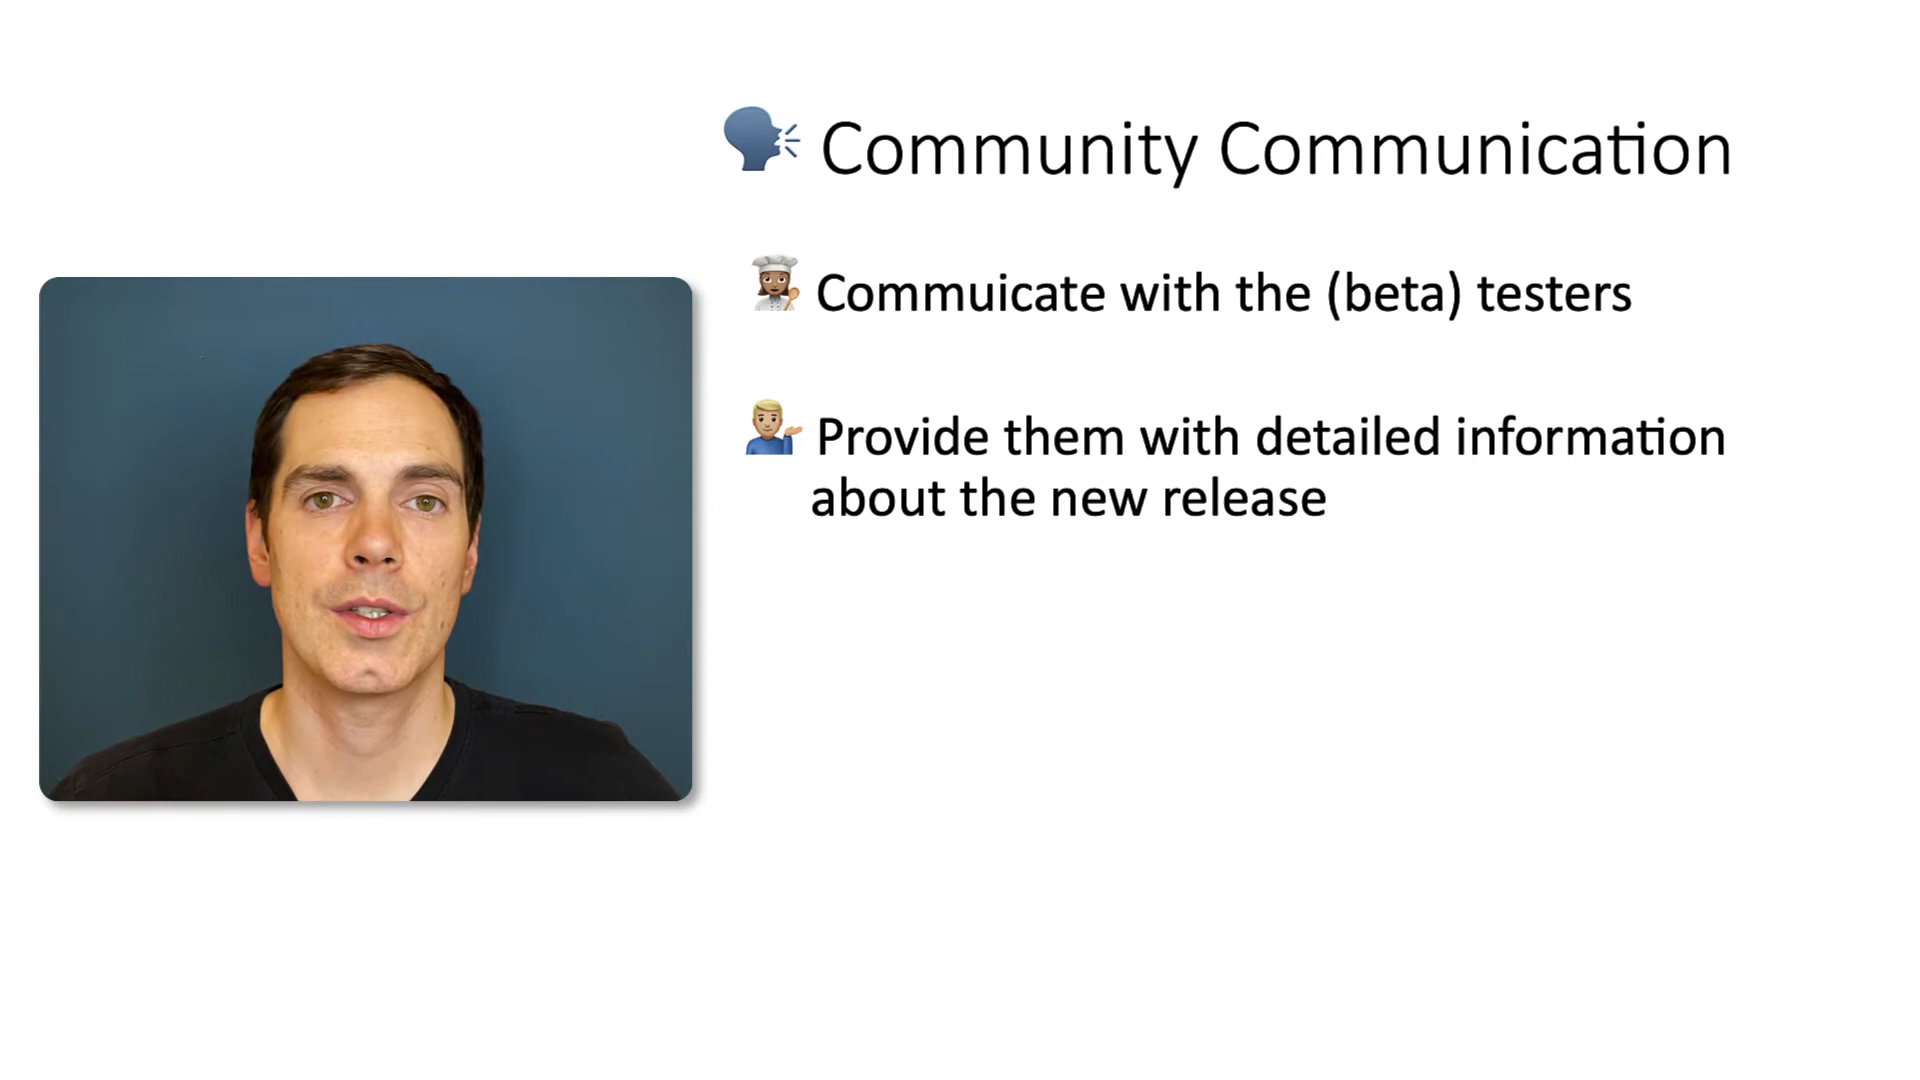 Community Communication
Commuicate with the (beta) testers
Provide them with detailed information
about the new release